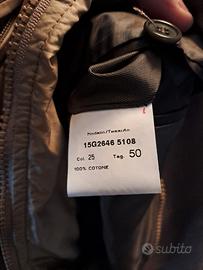 Modello/Tessuto
15G2646 5108
Col. 25 Tag. 50
100% COTONE
subito